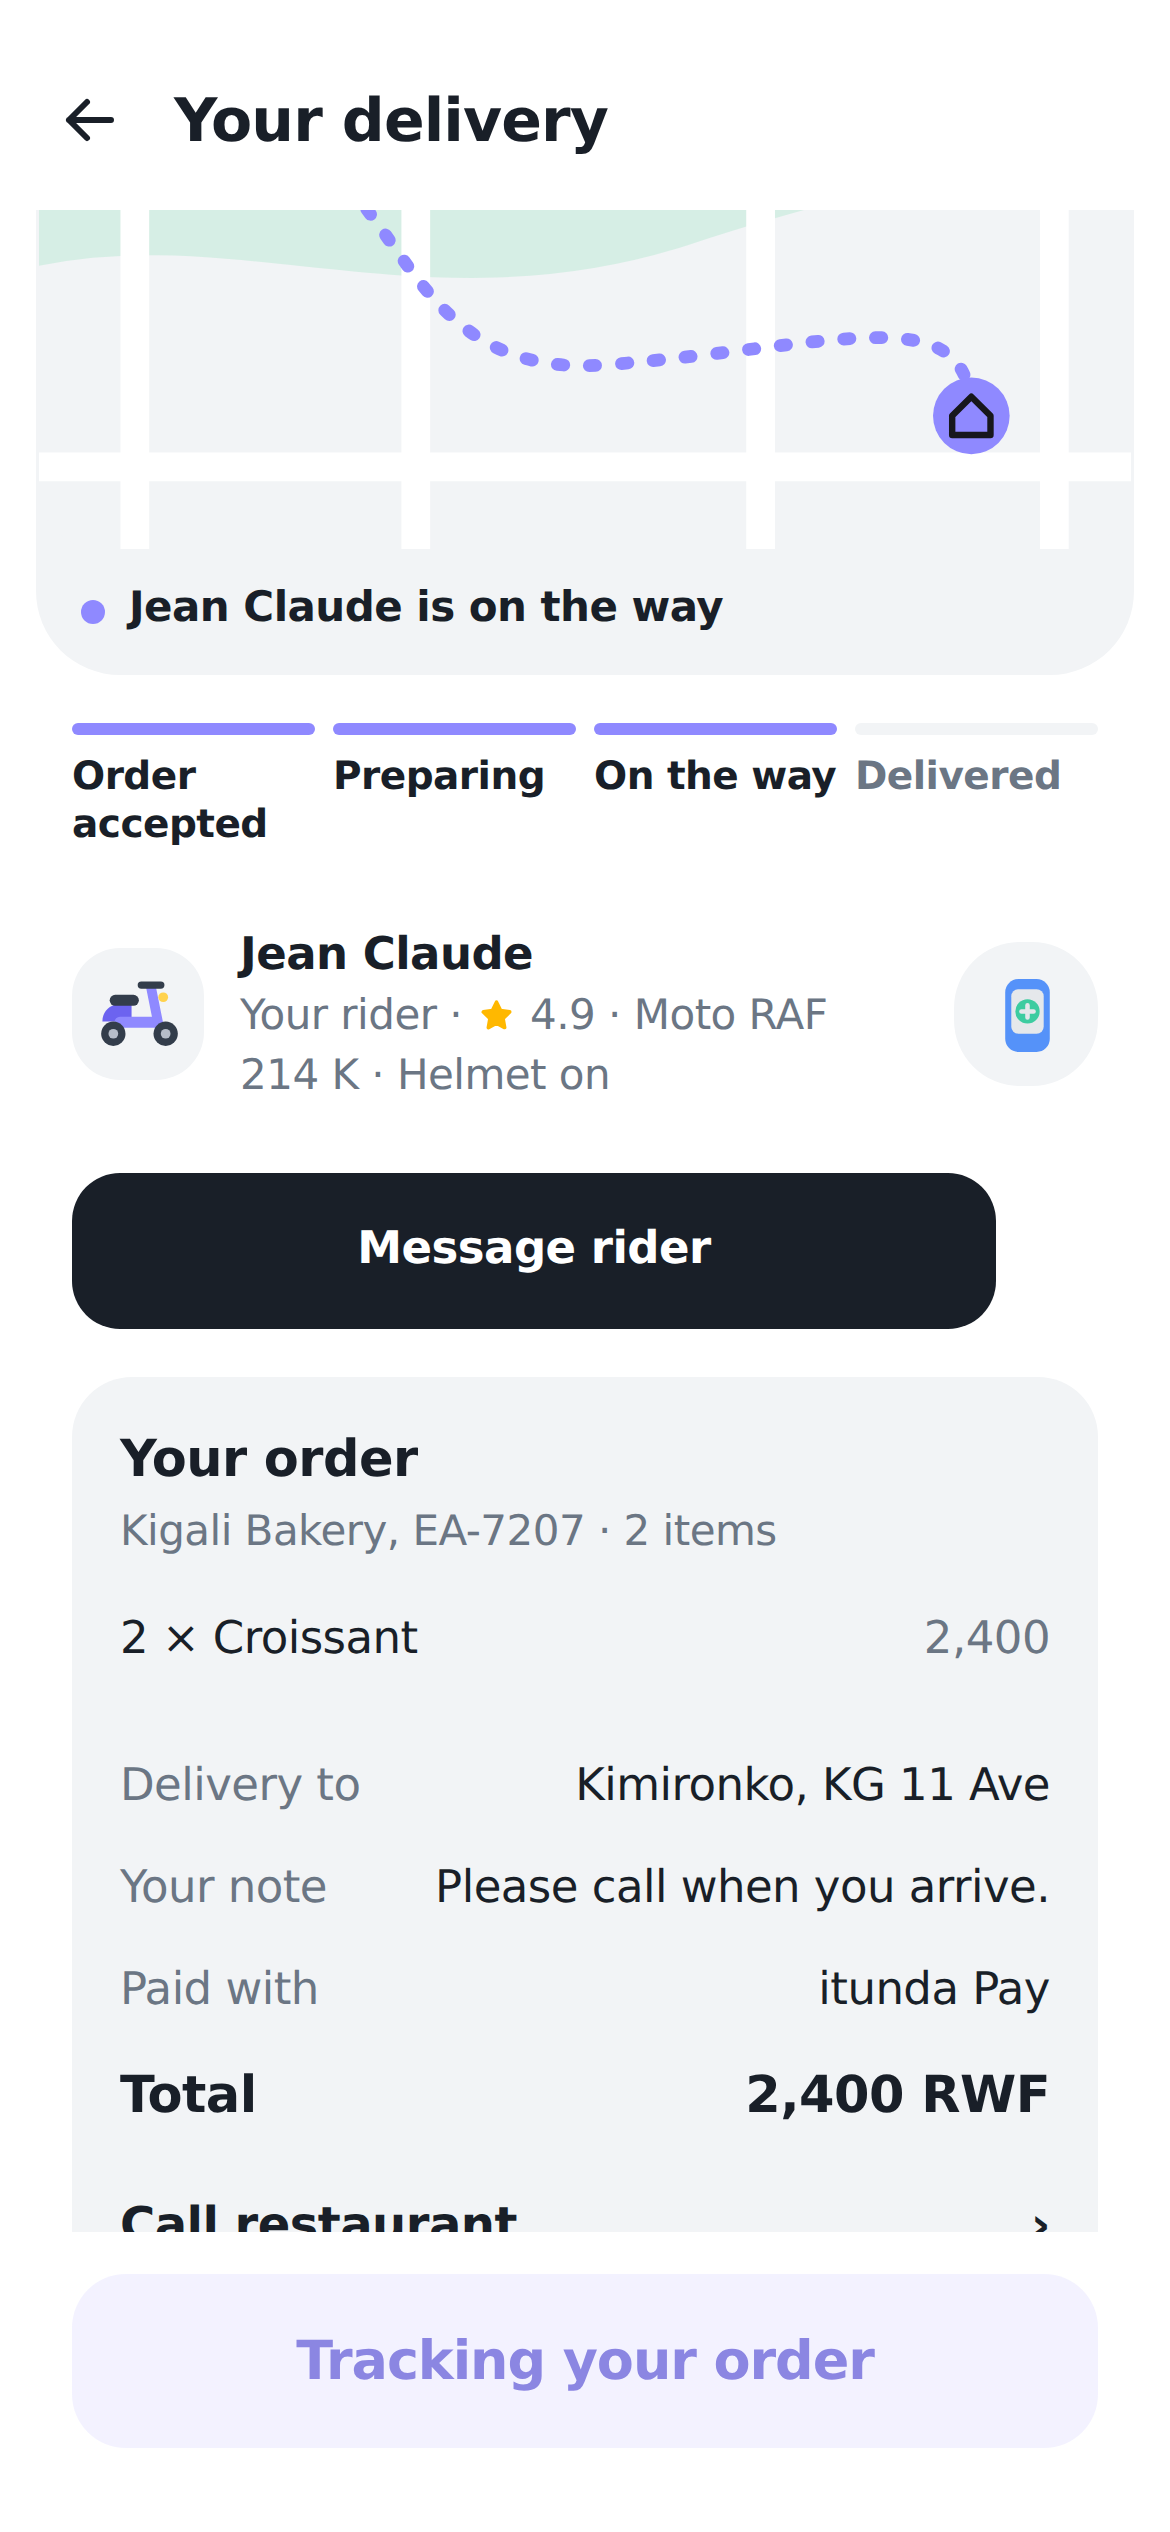 Your delivery
Jean Claude is on the way
Order accepted
Preparing
On the way
Delivered
Jean Claude
Your rider · ⭐ 4.9 · Moto RAF
214 K · Helmet on
Message rider
Your order
Kigali Bakery, EA-7207 · 2 items
2 × Croissant 2,400
Delivery to Kimironko, KG 11 Ave
Your note Please call when you arrive.
Paid with itunda Pay
Total 2,400 RWF
Call restaurant ›
Tracking your order